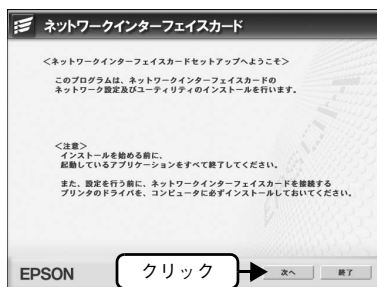 ネットワークインターフェイスカード
<ネットワークインターフェイスカードセットアップへようこそ>
このプログラムは、ネットワークインターフェイスカードの
ネットワーク設定及びユーティリティのインストールを行います。
<注意>
インストールを始める前に、
起動しているアプリケーションをすべて終了してください。
また、設定を行う前に、ネットワークインターフェイスカードを接続する
プリンタのドライバを、コンピュータに必ずインストールしておいてください。
EPSON
クリック
次へ
終了